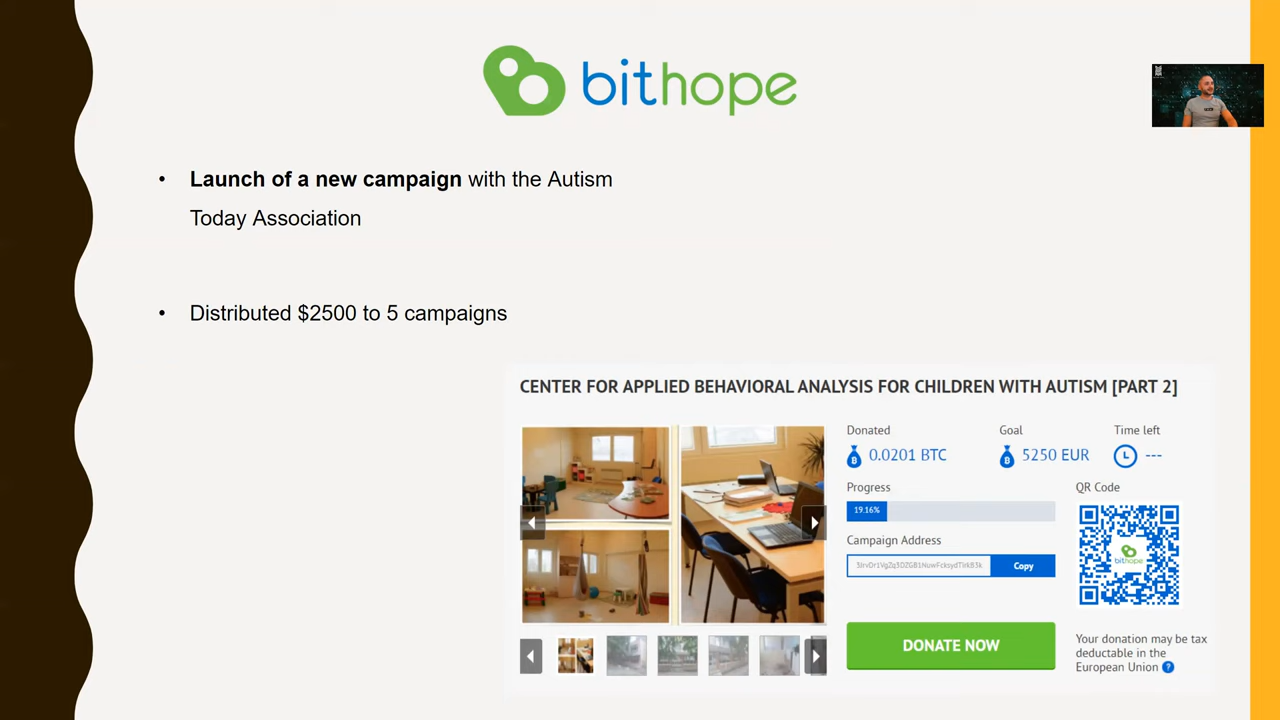 bithope
Launch of a new campaign with the Autism
Today Association
Distributed $2500 to 5 campaigns
CENTER FOR APPLIED BEHAVIORAL ANALYSIS FOR CHILDREN WITH AUTISM [PART 2]
Donated
Goal
Time left
0.0201 BTC
5250 EUR
---
Progress
QR Code
19.16%
Campaign Address
Copy
bithope
DONATE NOW
Your donation may be tax
deductable in the
European Union ?